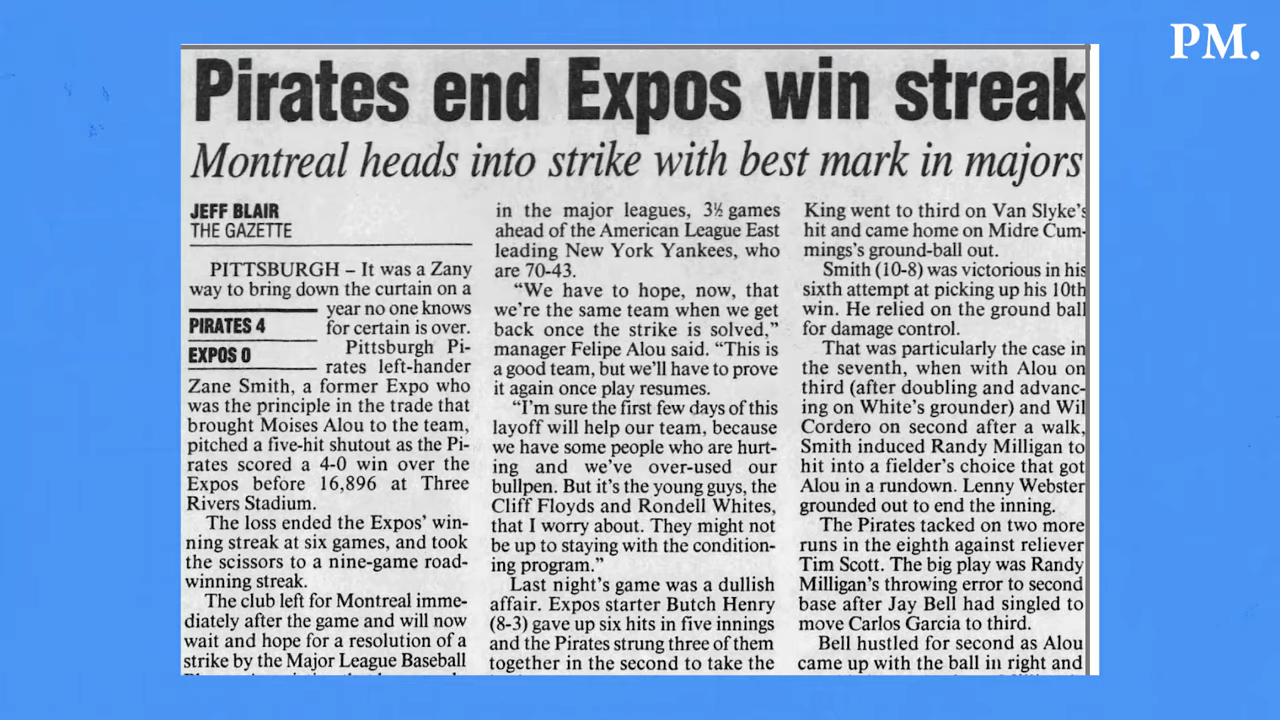 PM.
Pirates end Expos win streak
Montreal heads into strike with best mark in majors
JEFF BLAIR
THE GAZETTE
PITTSBURGH – It was a Zany
way to bring down the curtain on a
year no one knows
for certain is over.
PIRATES 4
EXPOS 0
Pittsburgh Pi-
rates left-hander
Zane Smith, a former Expo who
was the principle in the trade that
brought Moises Alou to the team,
pitched a five-hit shutout as the Pi-
rates scored a 4-0 win over the
Expos before 16,896 at Three
Rivers Stadium.
The loss ended the Expos' win-
ning streak at six games, and took
the scissors to a nine-game road-
winning streak.
The club left for Montreal imme-
diately after the game and will now
wait and hope for a resolution of a
strike by the Major League Baseball
in the major leagues, 3½ games
ahead of the American League East
leading New York Yankees, who
are 70-43.
“We have to hope, now, that
we're the same team when we get
back once the strike is solved,”
manager Felipe Alou said. “This is
a good team, but we'll have to prove
it again once play resumes.
“I'm sure the first few days of this
layoff will help our team, because
we have some people who are hurt-
ing and we've over-used our
bullpen. But it's the young guys, the
Cliff Floyds and Rondell Whites,
that I worry about. They might not
be up to staying with the condition-
ing program.”
Last night's game was a dullish
affair. Expos starter Butch Henry
(8-3) gave up six hits in five innings
and the Pirates strung three of them
together in the second to take the
King went to third on Van Slyke's
hit and came home on Midre Cum-
mings's ground-ball out.
Smith (10-8) was victorious in his
sixth attempt at picking up his 10th
win. He relied on the ground ball
for damage control.
That was particularly the case in
the seventh, when with Alou on
third (after doubling and advanc-
ing on White's grounder) and Wil
Cordero on second after a walk,
Smith induced Randy Milligan to
hit into a fielder's choice that got
Alou in a rundown. Lenny Webster
grounded out to end the inning.
The Pirates tacked on two more
runs in the eighth against reliever
Tim Scott. The big play was Randy
Milligan's throwing error to second
base after Jay Bell had singled to
move Carlos Garcia to third.
Bell hustled for second as Alou
came up with the ball in right and